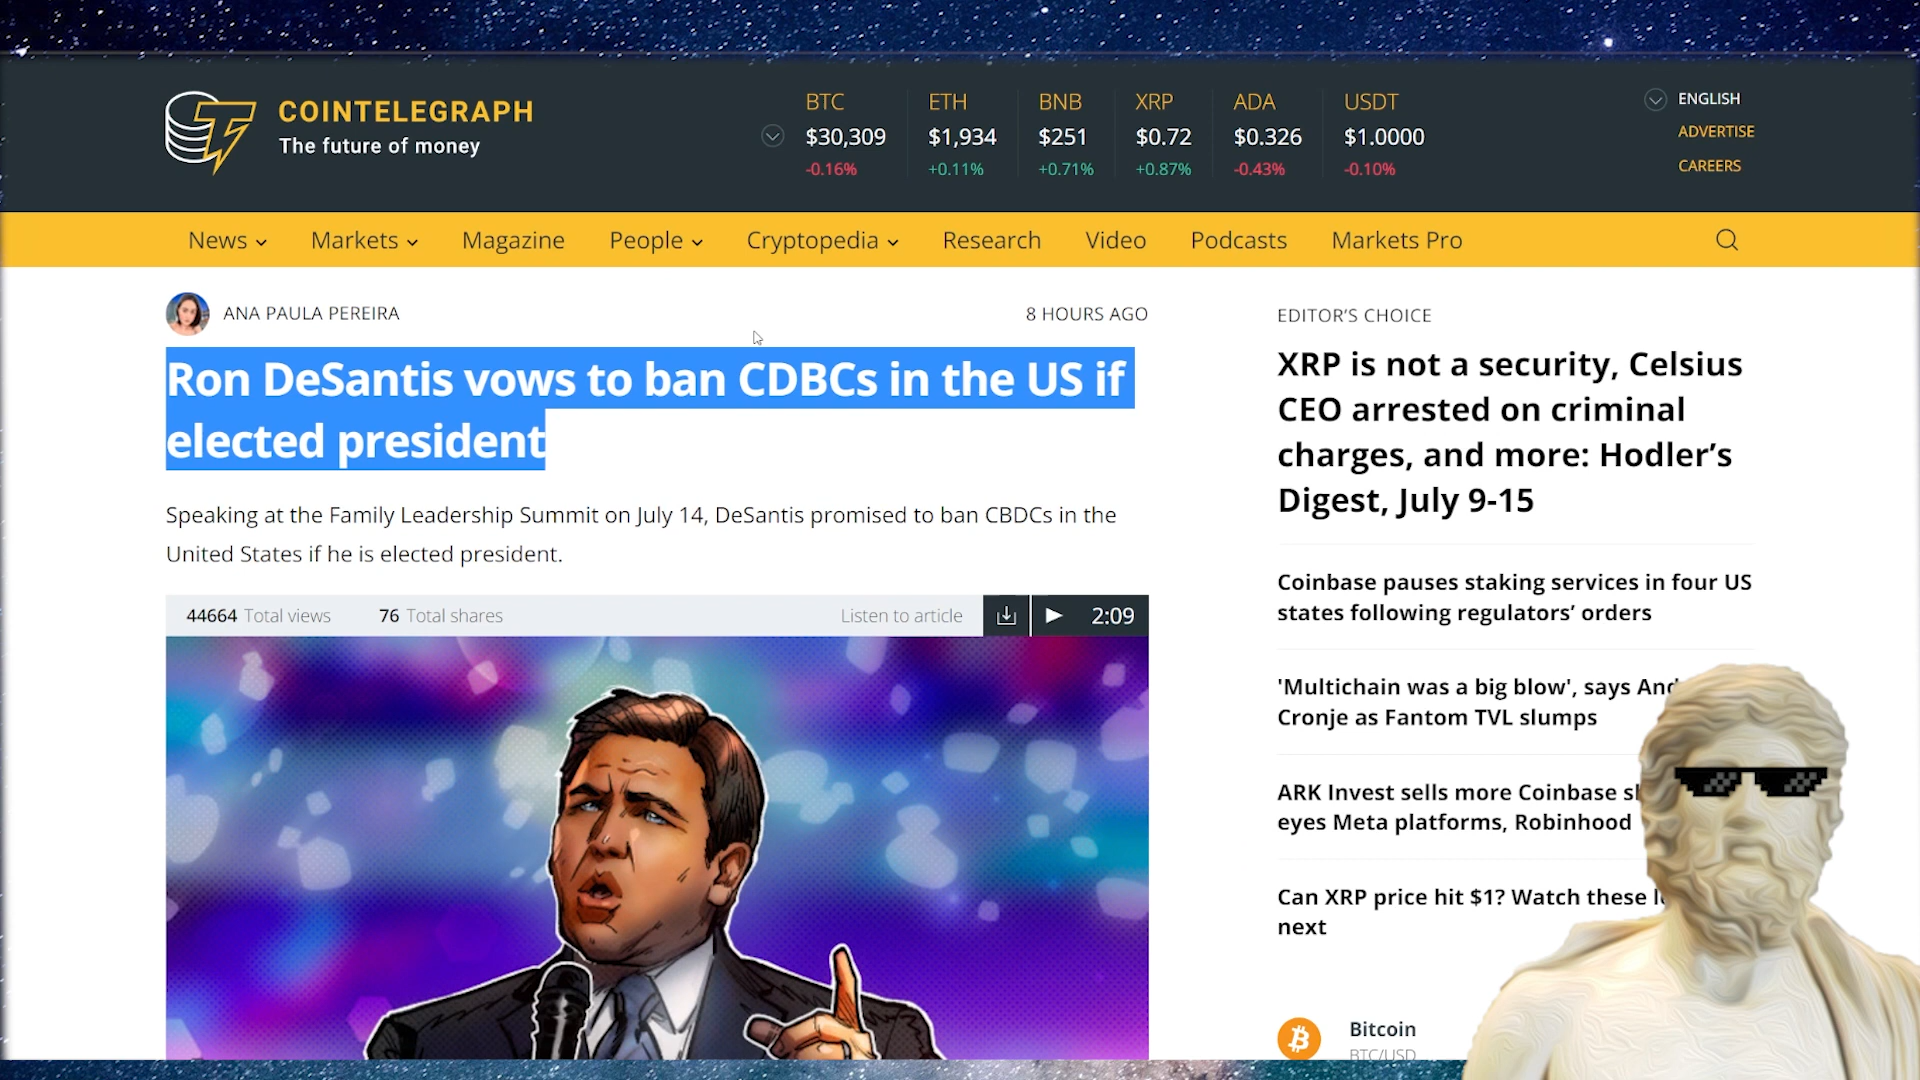 COINTELEGRAPH
The future of money
BTC ETH BNB XRP ADA USDT
$30,309 $1,934 $251 $0.72 $0.326 $1.0000
-0.16% +0.11% +0.71% +0.87% -0.43% -0.10%
ENGLISH
ADVERTISE
CAREERS
News Markets Magazine People Cryptopedia Research Video Podcasts Markets Pro
ANA PAULA PEREIRA
8 HOURS AGO
Ron DeSantis vows to ban CDBCs in the US if
elected president
Speaking at the Family Leadership Summit on July 14, DeSantis promised to ban CBDCs in the
United States if he is elected president.
44664 Total views 76 Total shares Listen to article 2:09
EDITOR'S CHOICE
XRP is not a security, Celsius
CEO arrested on criminal
charges, and more: Hodler's
Digest, July 9-15
Coinbase pauses staking services in four US
states following regulators' orders
'Multichain was a big blow', says
Cronje as Fantom TVL slumps
ARK Invest sells more Coinbase
eyes Meta platforms, Robinhood
Can XRP price hit $1? Watch these
next
Bitcoin
BTC/USD